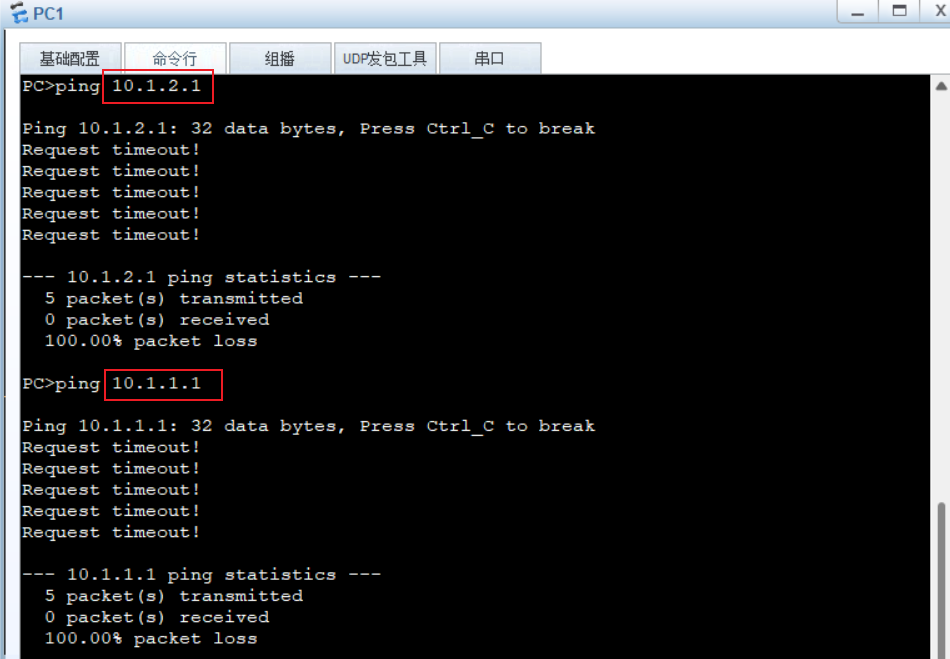 PC1
基础配置 命令行 组播 UDP发包工具 串口
PC>ping 10.1.2.1
Ping 10.1.2.1: 32 data bytes, Press Ctrl_C to break
Request timeout!
Request timeout!
Request timeout!
Request timeout!
Request timeout!
--- 10.1.2.1 ping statistics ---
5 packet(s) transmitted
0 packet(s) received
100.00% packet loss
PC>ping 10.1.1.1
Ping 10.1.1.1: 32 data bytes, Press Ctrl_C to break
Request timeout!
Request timeout!
Request timeout!
Request timeout!
Request timeout!
--- 10.1.1.1 ping statistics ---
5 packet(s) transmitted
0 packet(s) received
100.00% packet loss